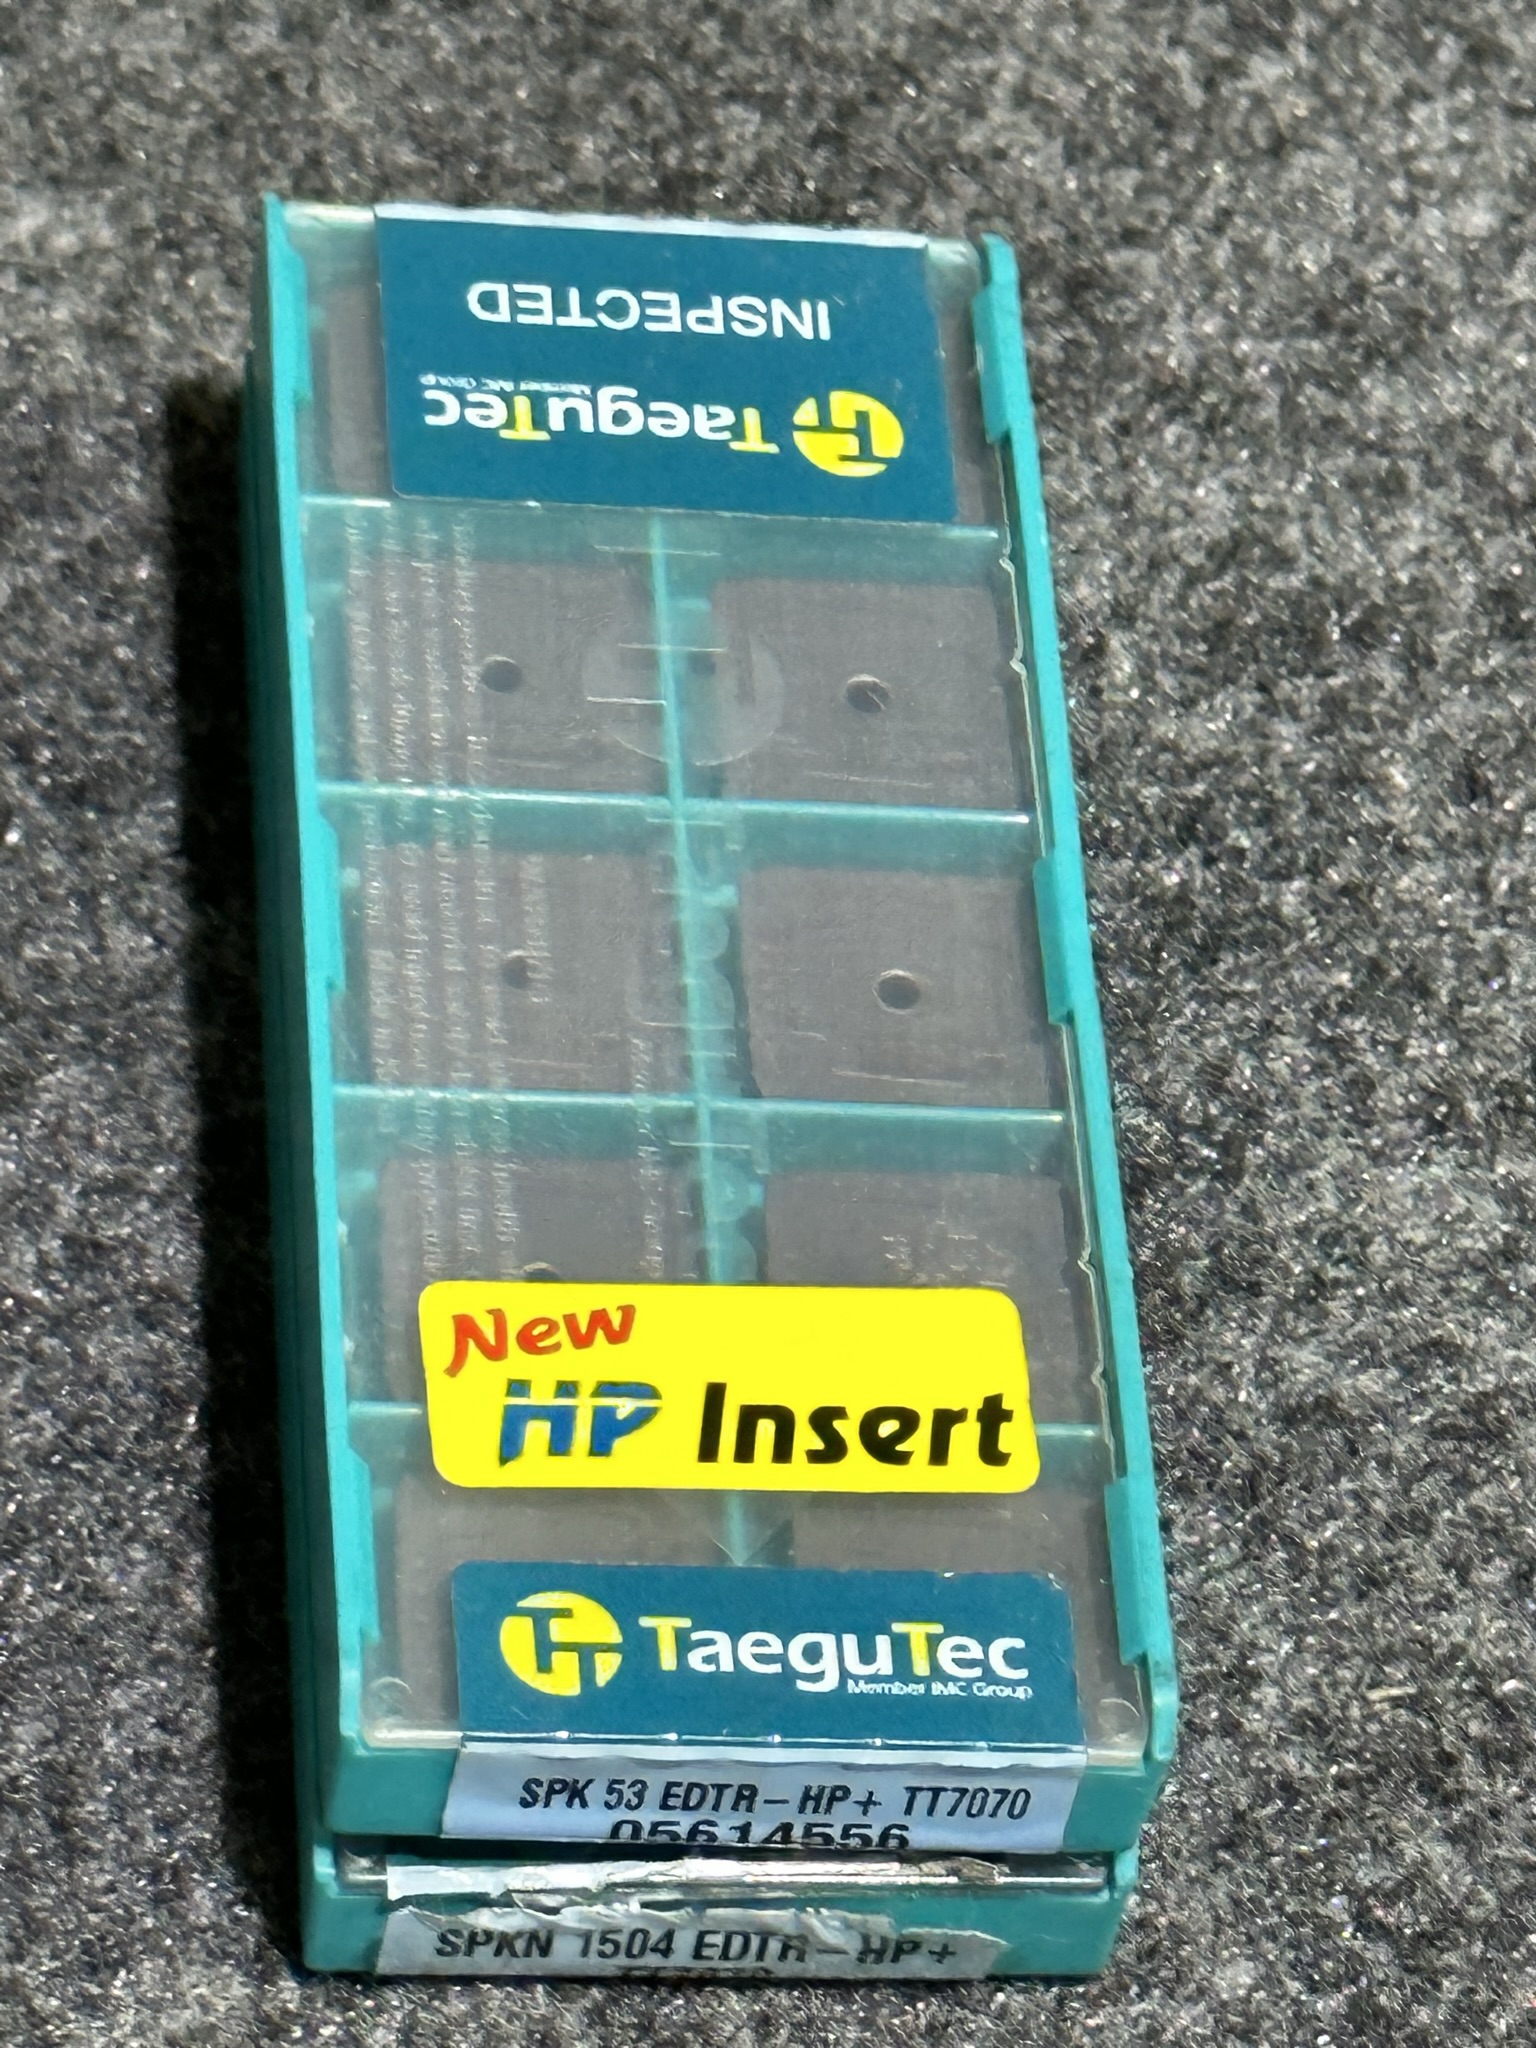 INSPECTED
TaeguTec
Member IMC Group
New
HP Insert
TaeguTec
Member IMC Group
SPK 53 EDTR-HP+ TT7070
05614556
SPKN 1504 EDTR-HP+